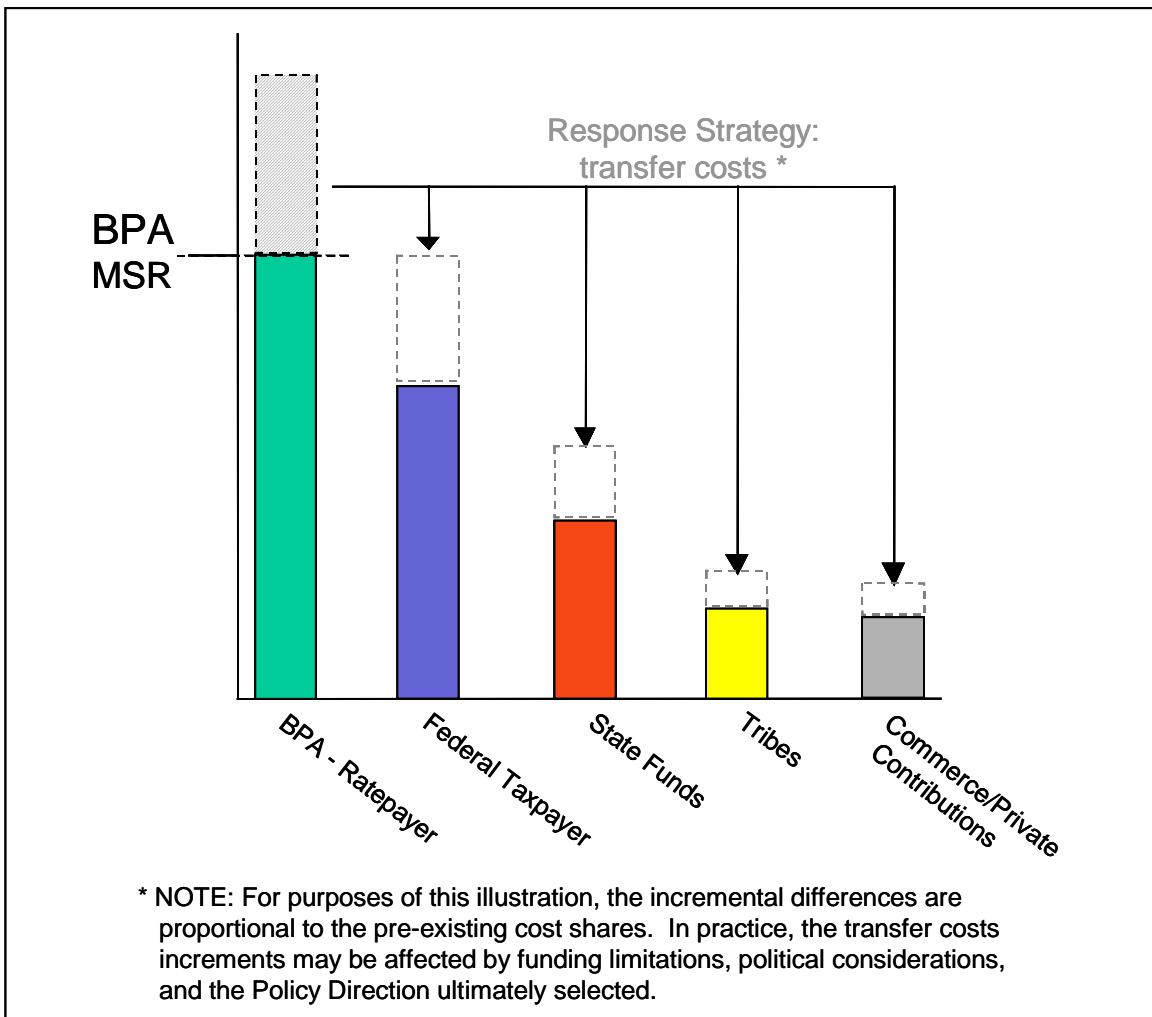 Response Strategy:
transfer costs *
BPA
MSR
BPA - Ratepayer
Federal Taxpayer
State Funds
Tribes
Commerce/Private
Contributions
* NOTE: For purposes of this illustration, the incremental differences are
proportional to the pre-existing cost shares.  In practice, the transfer costs
increments may be affected by funding limitations, political considerations,
and the Policy Direction ultimately selected.